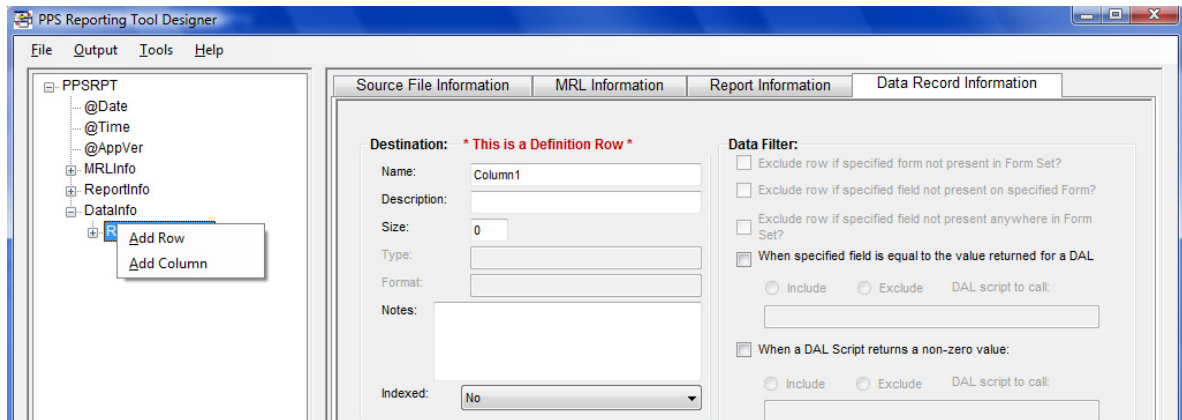 PPS Reporting Tool Designer
File Output Tools Help
PPSRPT
@Date
@Time
@AppVer
MRLInfo
ReportInfo
DataInfo
R
Add Row
Add Column
Source File Information MRL Information Report Information Data Record Information
Destination: * This is a Definition Row *
Name: Column1
Description:
Size: 0
Type:
Format:
Notes:
Indexed: No
Data Filter:
Exclude row if specified form not present in Form Set?
Exclude row if specified field not present on specified Form?
Exclude row if specified field not present anywhere in Form
Set?
When specified field is equal to the value returned for a DAL
Include Exclude DAL script to call:
When a DAL Script returns a non-zero value:
Include Exclude DAL script to call: